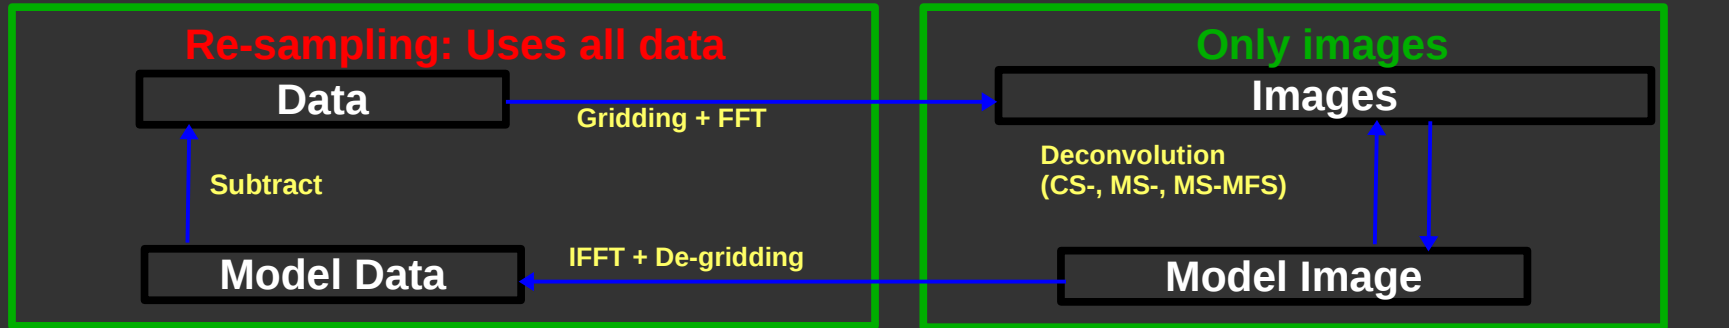 Re-sampling: Uses all data
Data
Gridding + FFT
Subtract
IFFT + De-gridding
Model Data
Only images
Images
Deconvolution
(CS-, MS-, MS-MFS)
Model Image